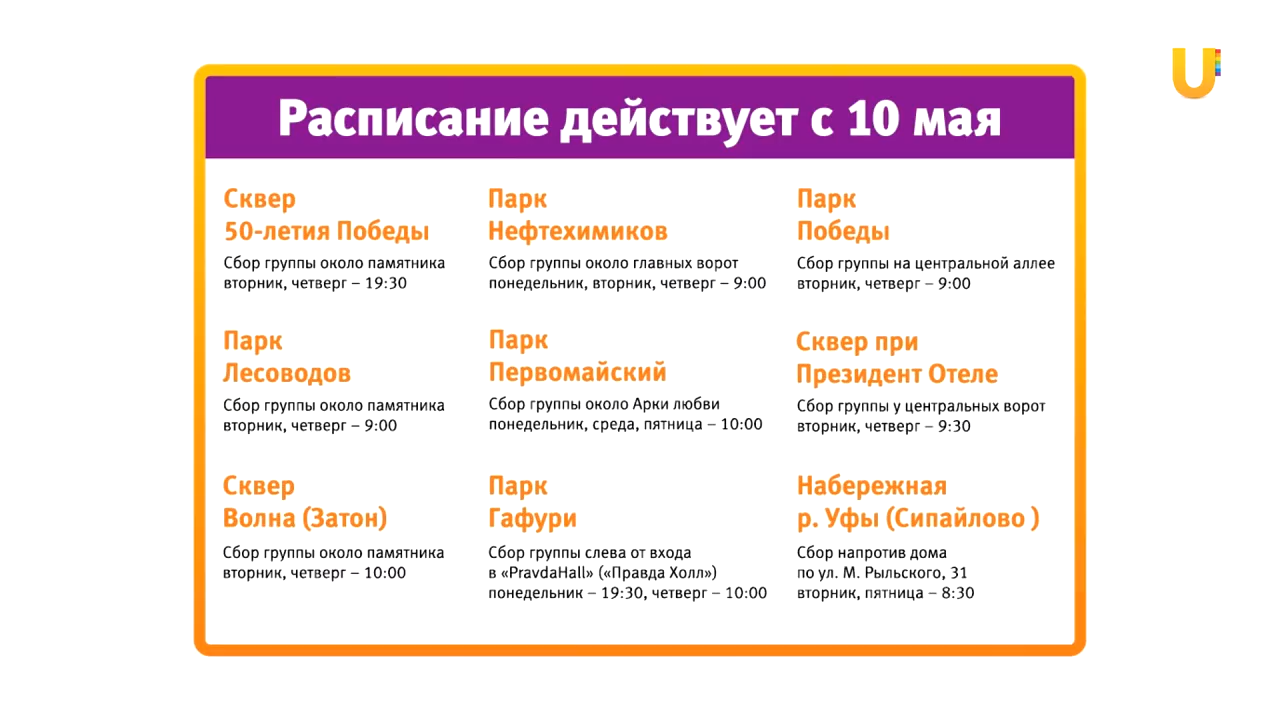 U
Расписание действует с 10 мая
Сквер
50-летия Победы
Сбор группы около памятника
вторник, четверг – 19:30
Парк
Нефтехимиков
Сбор группы около главных ворот
понедельник, вторник, четверг – 9:00
Парк
Победы
Сбор группы на центральной аллее
вторник, четверг – 9:00
Парк
Лесоводов
Сбор группы около памятника
вторник, четверг – 9:00
Парк
Первомайский
Сбор группы около Арки любви
понедельник, среда, пятница – 10:00
Сквер при
Президент Отеле
Сбор группы у центральных ворот
вторник, четверг – 9:30
Сквер
Волна (Затон)
Сбор группы около памятника
вторник, четверг – 10:00
Парк
Гафури
Сбор группы слева от входа
в «PravdaHall» («Правда Холл»)
понедельник – 19:30, четверг – 10:00
Набережная
р. Уфы (Сипайлово )
Сбор напротив дома
по ул. М. Рыльского, 31
вторник, пятница – 8:30